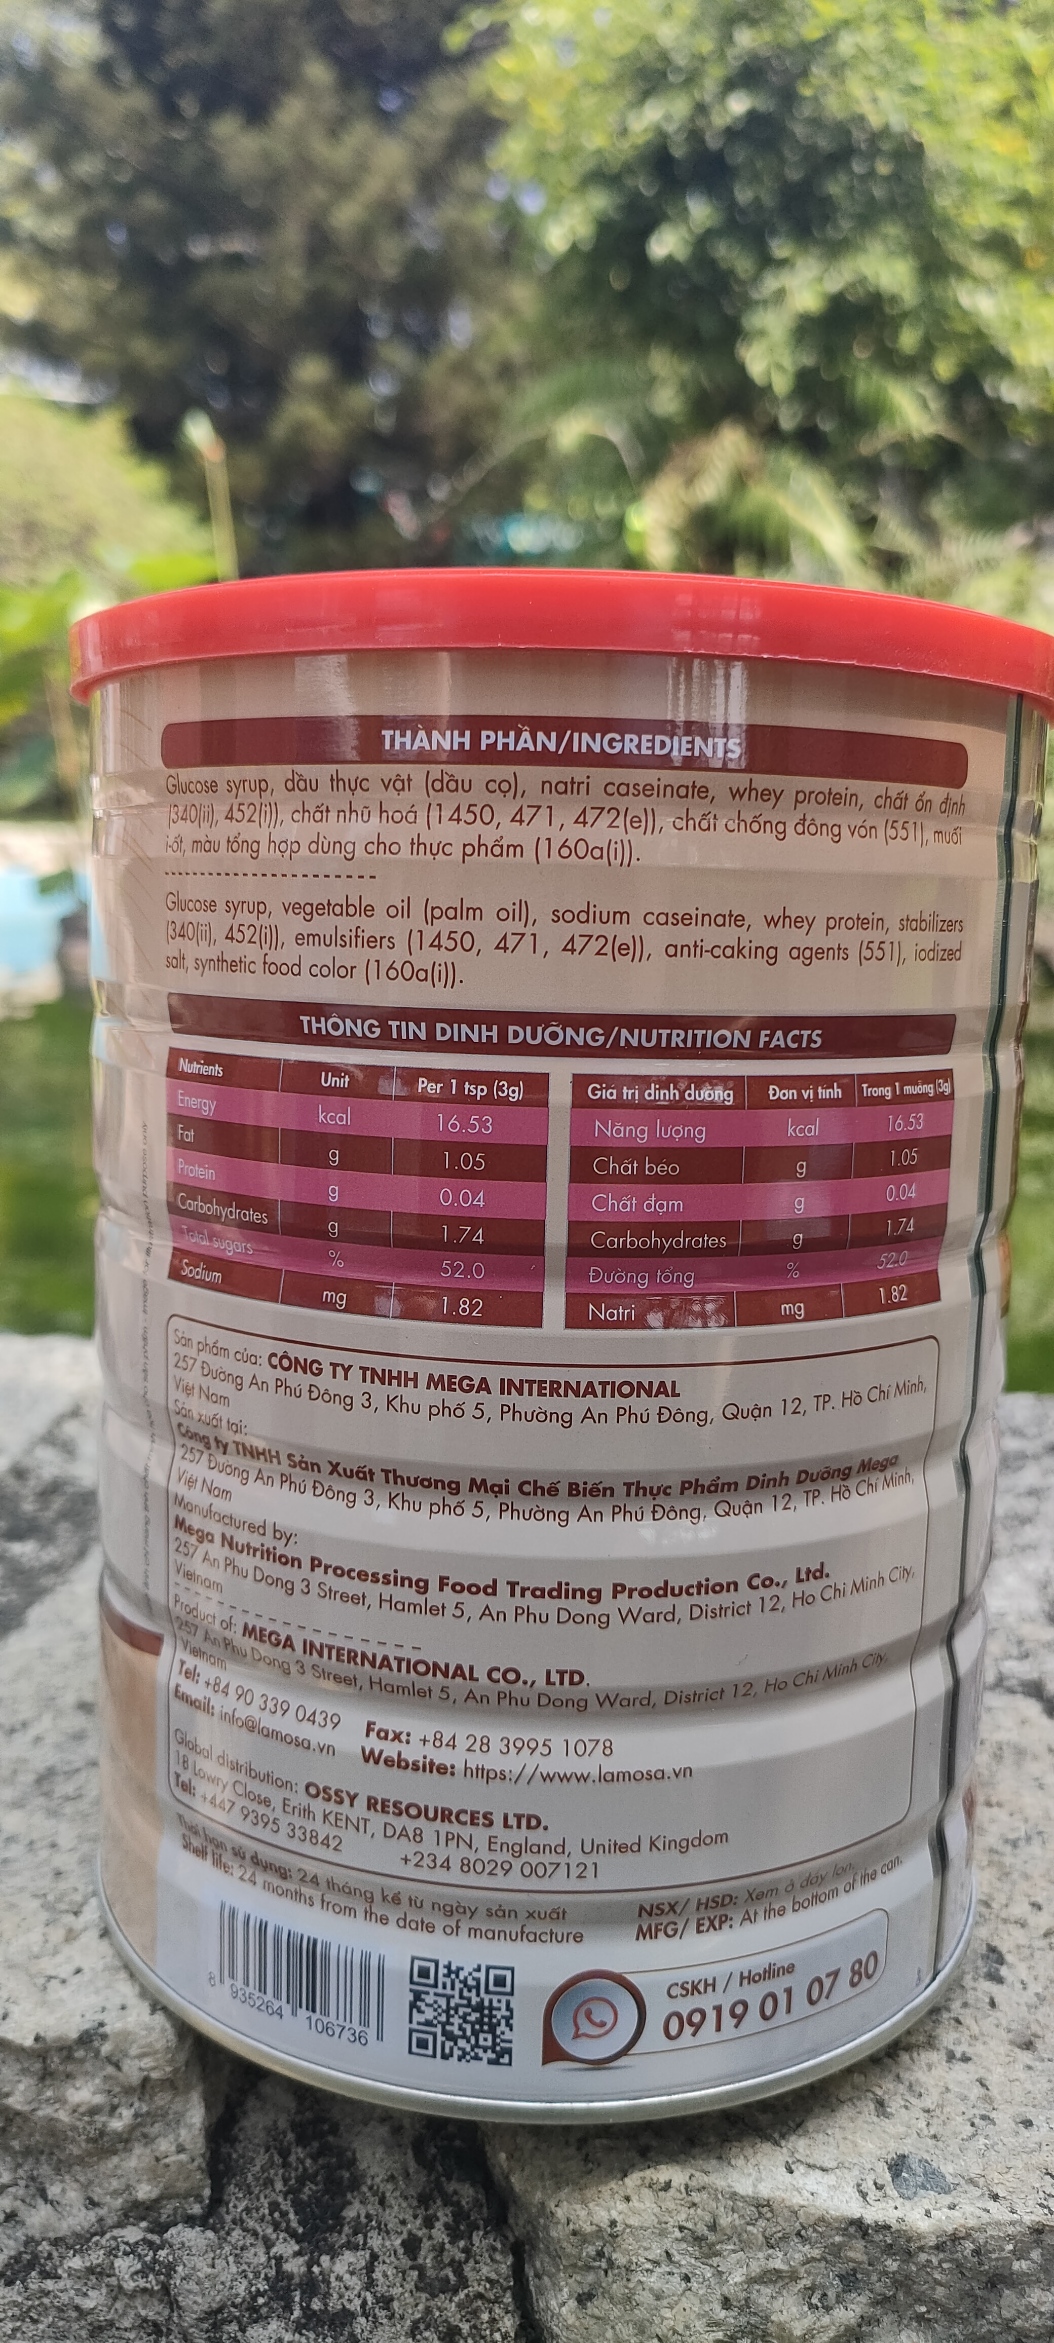 THÀNH PHẦN/INGREDIENTS
Glucose syrup, dầu thực vật (dầu cọ), natri caseinate, whey protein, chất ổn định
(340(ii), 452(i)), chất nhũ hoá (1450, 471, 472(e)), chất chống đông vón (551), muối
i-ốt, màu tổng hợp dùng cho thực phẩm (160a(i)).
Glucose syrup, vegetable oil (palm oil), sodium caseinate, whey protein, stabilizers
(340(ii), 452(i)), emulsifiers (1450, 471, 472(e)), anti-caking agents (551), iodized
salt, synthetic food color (160a(i)).
THÔNG TIN DINH DƯỠNG/NUTRITION FACTS
Nutrients Unit Per 1 tsp (3g)
Energy kcal 16.53
Fat g 1.05
Protein g 0.04
Carbohydrates g 1.74
Total sugars % 52.0
Sodium mg 1.82
Giá trị dinh dưỡng Đơn vị tính Trong 1 muỗng (3g)
Năng lượng kcal 16.53
Chất béo g 1.05
Chất đạm g 0.04
Carbohydrates g 1.74
Đường tổng % 52.0
Natri mg 1.82
Sản phẩm của: CÔNG TY TNHH MEGA INTERNATIONAL
257 Đường An Phú Đông 3, Khu phố 5, Phường An Phú Đông, Quận 12, TP. Hồ Chí Minh,
Việt Nam
Sản xuất tại:
Công ty TNHH Sản Xuất Thương Mại Chế Biến Thực Phẩm Dinh Dưỡng Mega
257 Đường An Phú Đông 3, Khu phố 5, Phường An Phú Đông, Quận 12, TP. Hồ Chí Minh,
Việt Nam
Manufactured by:
Mega Nutrition Processing Food Trading Production Co., Ltd.
257 An Phu Dong 3 Street, Hamlet 5, An Phu Dong Ward, District 12, Ho Chi Minh City,
Vietnam
Product of: MEGA INTERNATIONAL CO., LTD.
257 An Phu Dong 3 Street, Hamlet 5, An Phu Dong Ward, District 12, Ho Chi Minh City,
Vietnam
Tel: +84 90 339 0439 Fax: +84 28 3995 1078
Email: info@lamosa.vn Website: https://www.lamosa.vn
Global distribution: OSSY RESOURCES LTD.
18 Lowry Close, Erith KENT, DA8 1PN, England, United Kingdom
Tel: +447 9395 33842 +234 8029 007121
Thời hạn sử dụng: 24 tháng kể từ ngày sản xuất
Shelf life: 24 months from the date of manufacture
NSX/ HSD: Xem ở đáy lon.
MFG/ EXP: At the bottom of the can.
8 935264 106736
CSKH / Hotline
0919 01 07 80